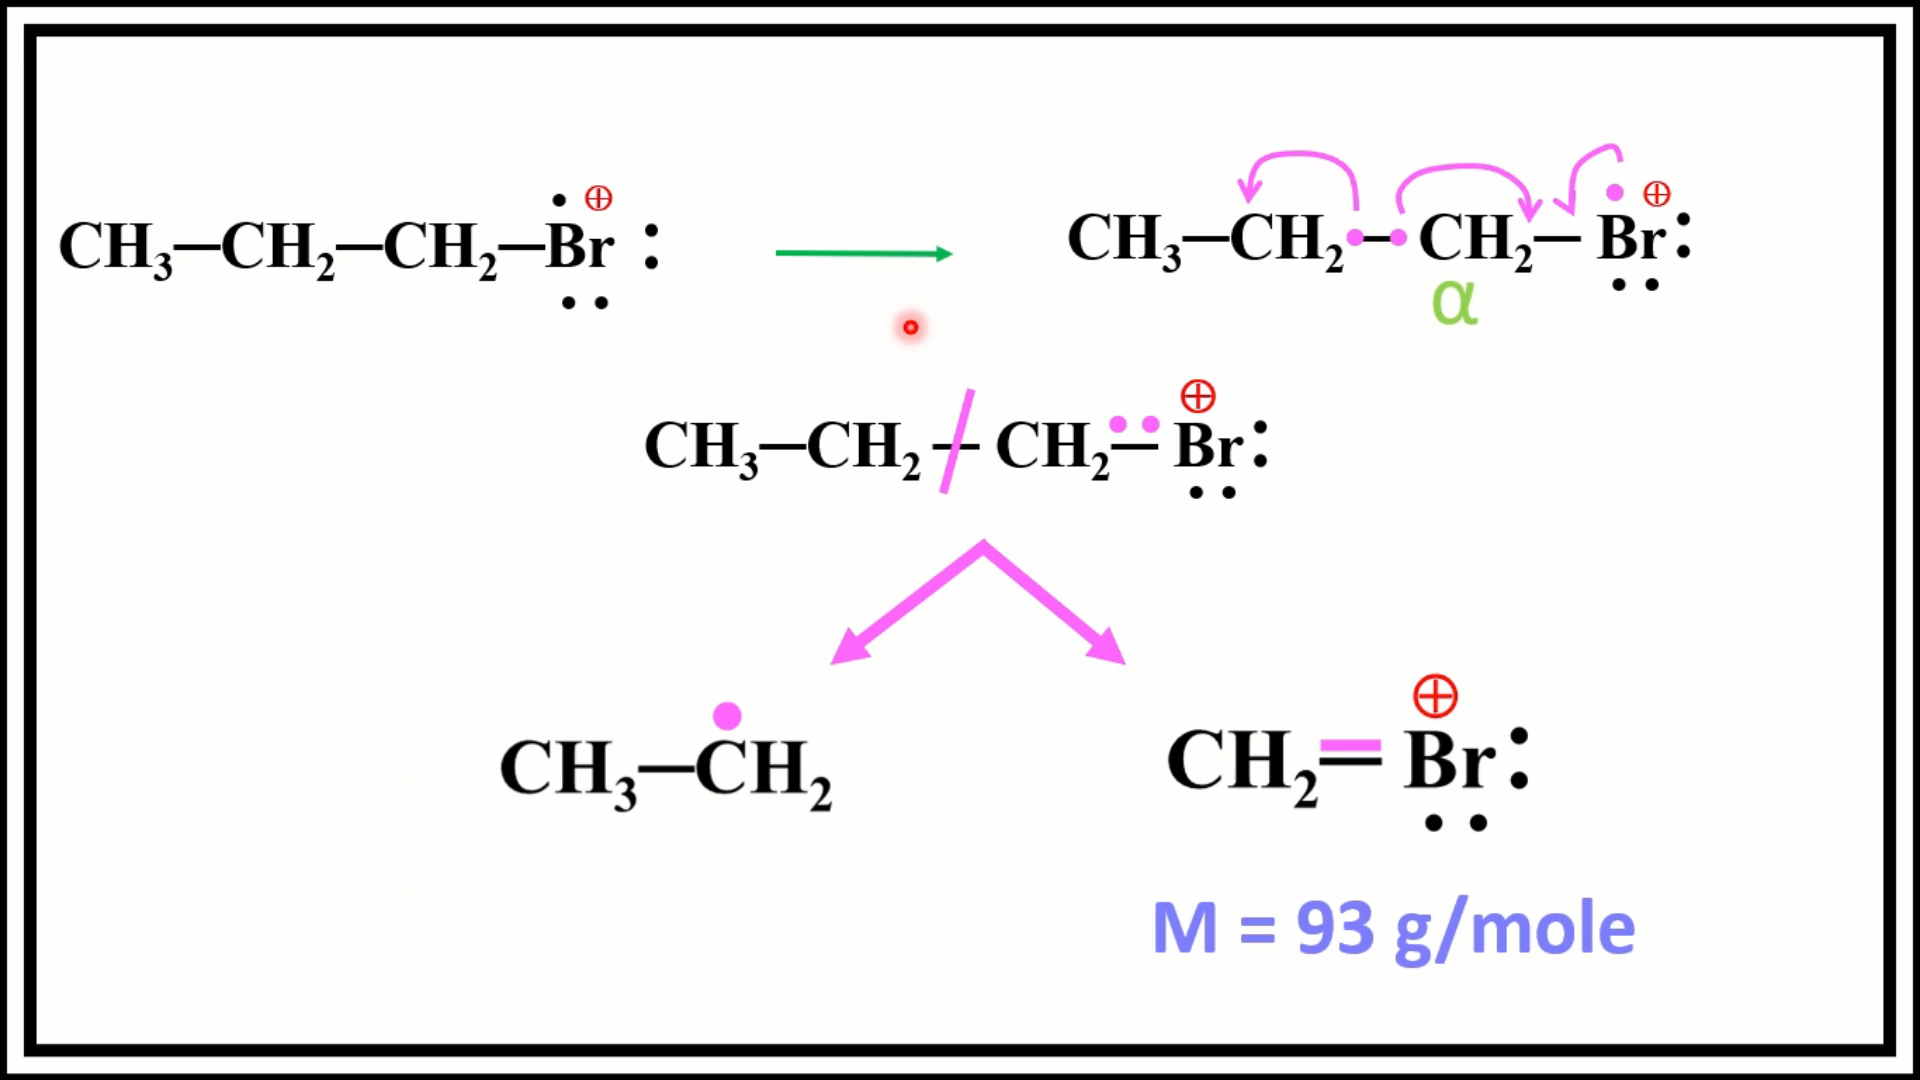 CH₃–CH₂–CH₂–Br ⊕ :
CH₃–CH₂•–•CH₂–Br ⊕ :
α
CH₃–CH₂–CH₂–Br ⊕ :
CH₃–CH₂
CH₂=Br ⊕ :
M = 93 g/mole